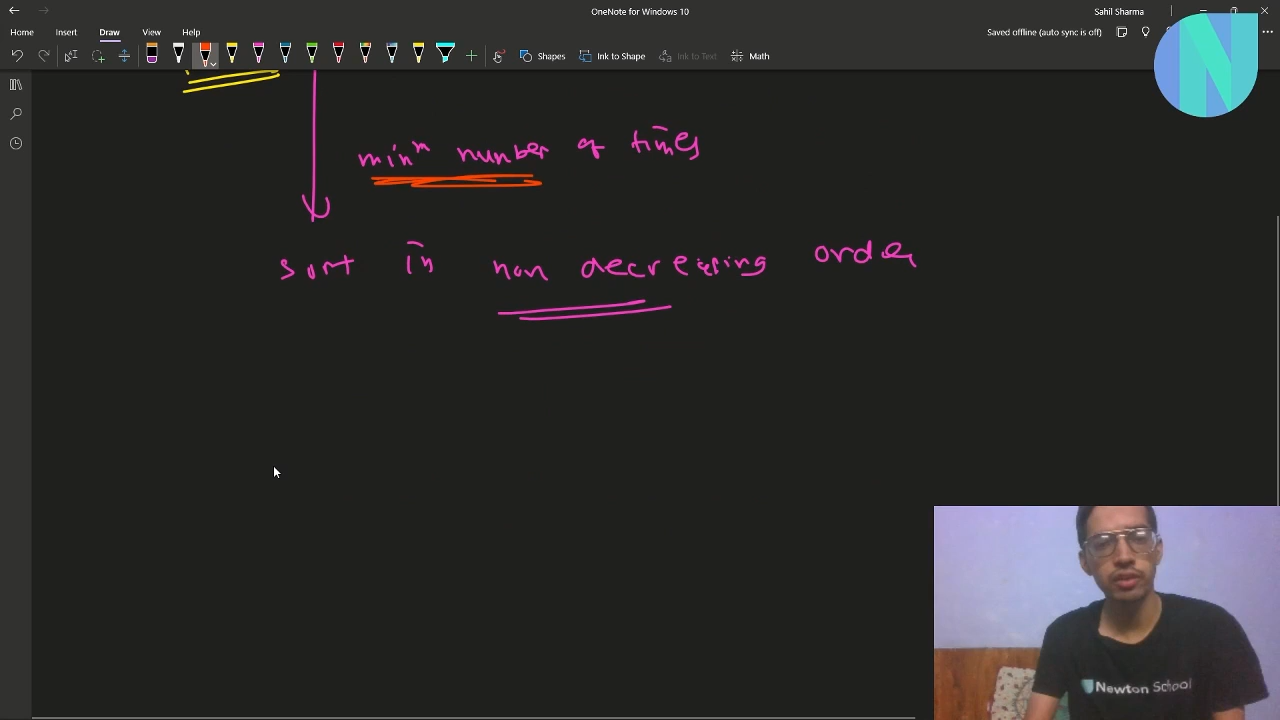 OneNote for Windows 10
Sahil Sharma
Home Insert Draw View Help
Saved offline (auto sync is off)
Shapes Ink to Shape Ink to Text Math
minm number of times
sort in non decreasing order
Newton School